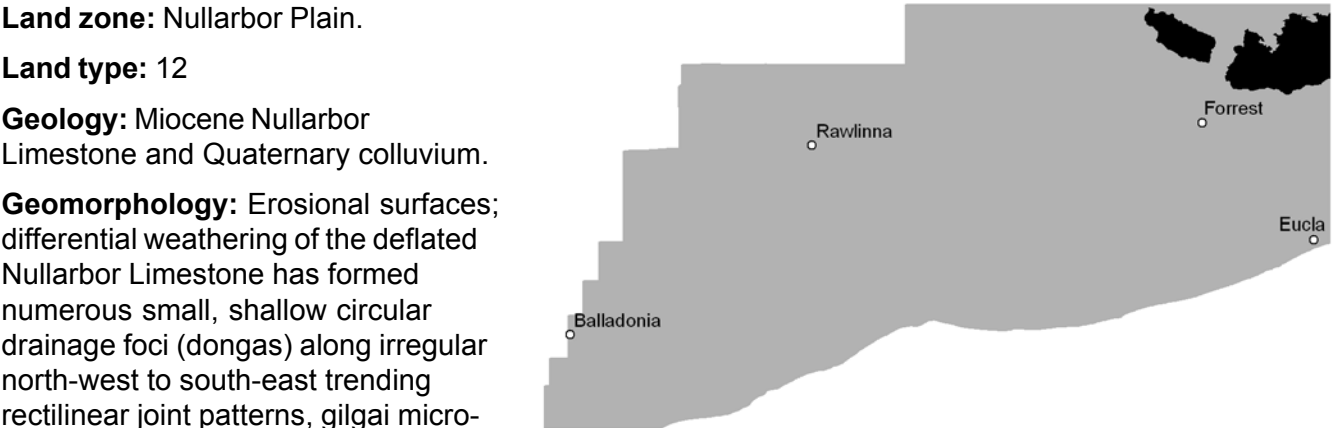 Land zone: Nullarbor Plain.
Land type: 12
Geology: Miocene Nullarbor
Limestone and Quaternary colluvium.
Geomorphology: Erosional surfaces;
differential weathering of the deflated
Nullarbor Limestone has formed
numerous small, shallow circular
drainage foci (dongas) along irregular
north-west to south-east trending
rectilinear joint patterns, gilgai micro-
Forrest
Rawlinna
Eucla
Balladonia